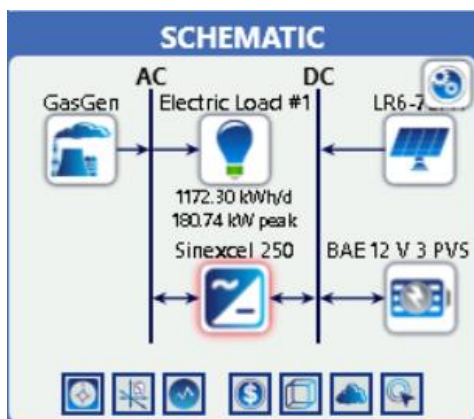 SCHEMATIC
AC
DC
GasGen
Electric Load #1
1172.30 kWh/d
180.74 kW peak
Sinexcel 250
BAE 12 V 3 PVS